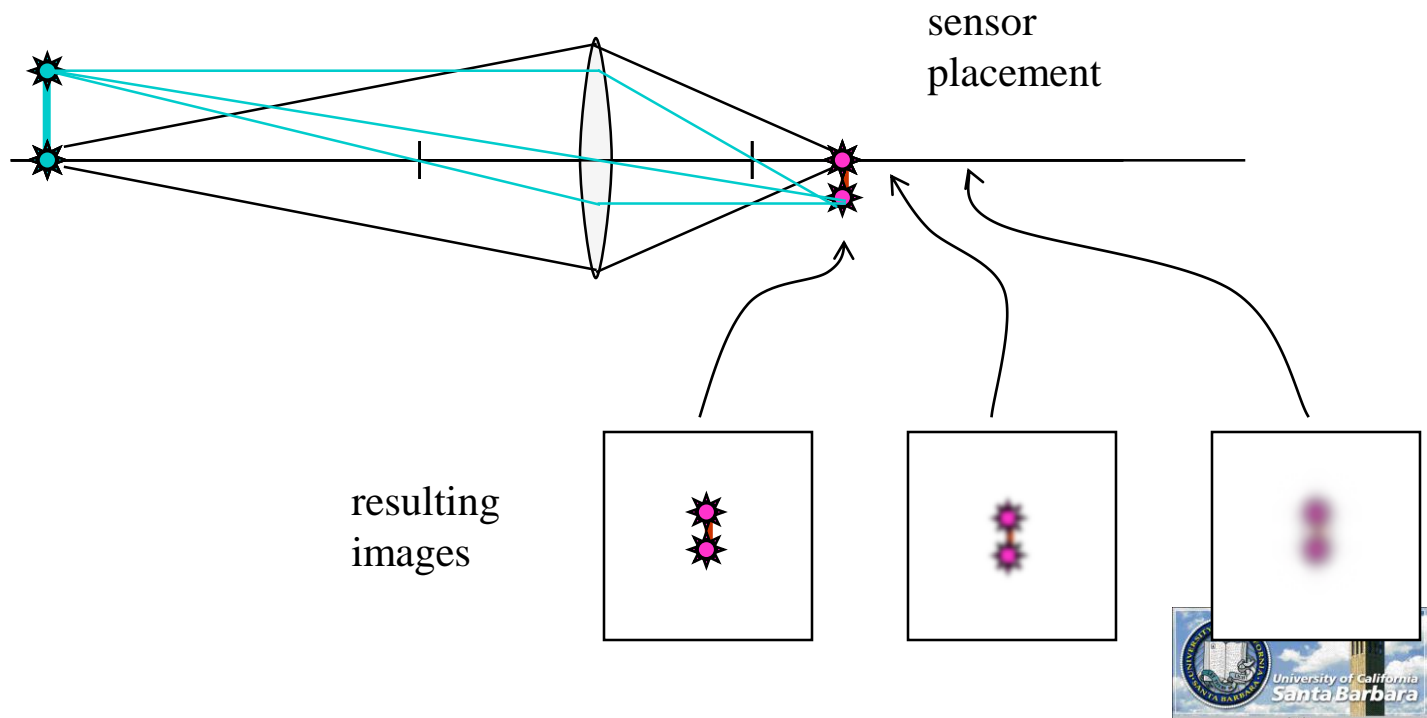 sensor
placement
resulting
images
University of California
Santa Barbara